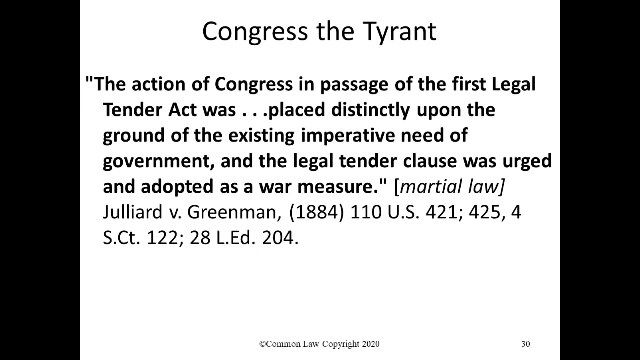 Congress the Tyrant
"The action of Congress in passage of the first Legal
Tender Act was . . .placed distinctly upon the
ground of the existing imperative need of
government, and the legal tender clause was urged
and adopted as a war measure." [martial law]
Julliard v. Greenman, (1884) 110 U.S. 421; 425, 4
S.Ct. 122; 28 L.Ed. 204.
©Common Law Copyright 2020
30